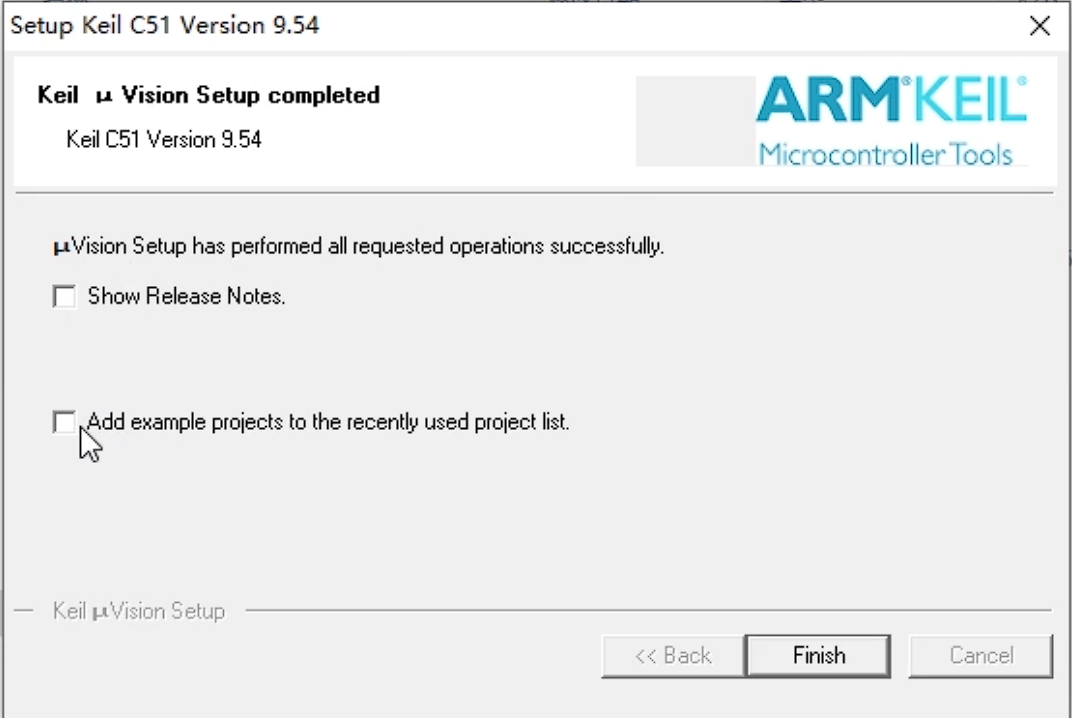 Setup Keil C51 Version 9.54
Keil μ Vision Setup completed
Keil C51 Version 9.54
ARM® KEIL®
Microcontroller Tools
μVision Setup has performed all requested operations successfully.
Show Release Notes.
Add example projects to the recently used project list.
Keil μVision Setup
<< Back
Finish
Cancel